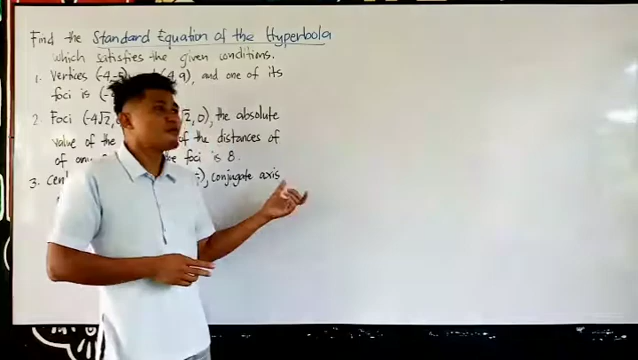 Find the Standard Equation of the Hyperbola
which satisfies the given conditions.
1. Vertices (-4,-5) 4,9), and one of its
foci is (-
2. Foci (-4√2, √2,0), the absolute
value of the of the distances of
of any foci is 8.
3. conjugate axis